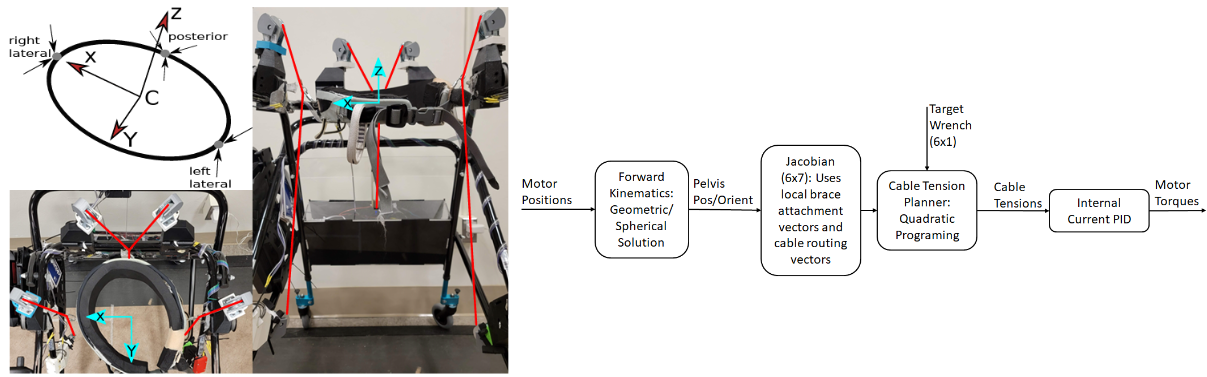 Z
right
lateral
posterior
X
C
Y
left
lateral
Z
X
X
Y
Motor
Positions
Forward
Kinematics:
Geometric/
Spherical
Solution
Pelvis
Pos/Orient
Jacobian
(6x7): Uses
local brace
attachment
vectors and
cable routing
vectors
Target
Wrench
(6x1)
Cable Tension
Planner:
Quadratic
Programing
Cable
Tensions
Internal
Current PID
Motor
Torques